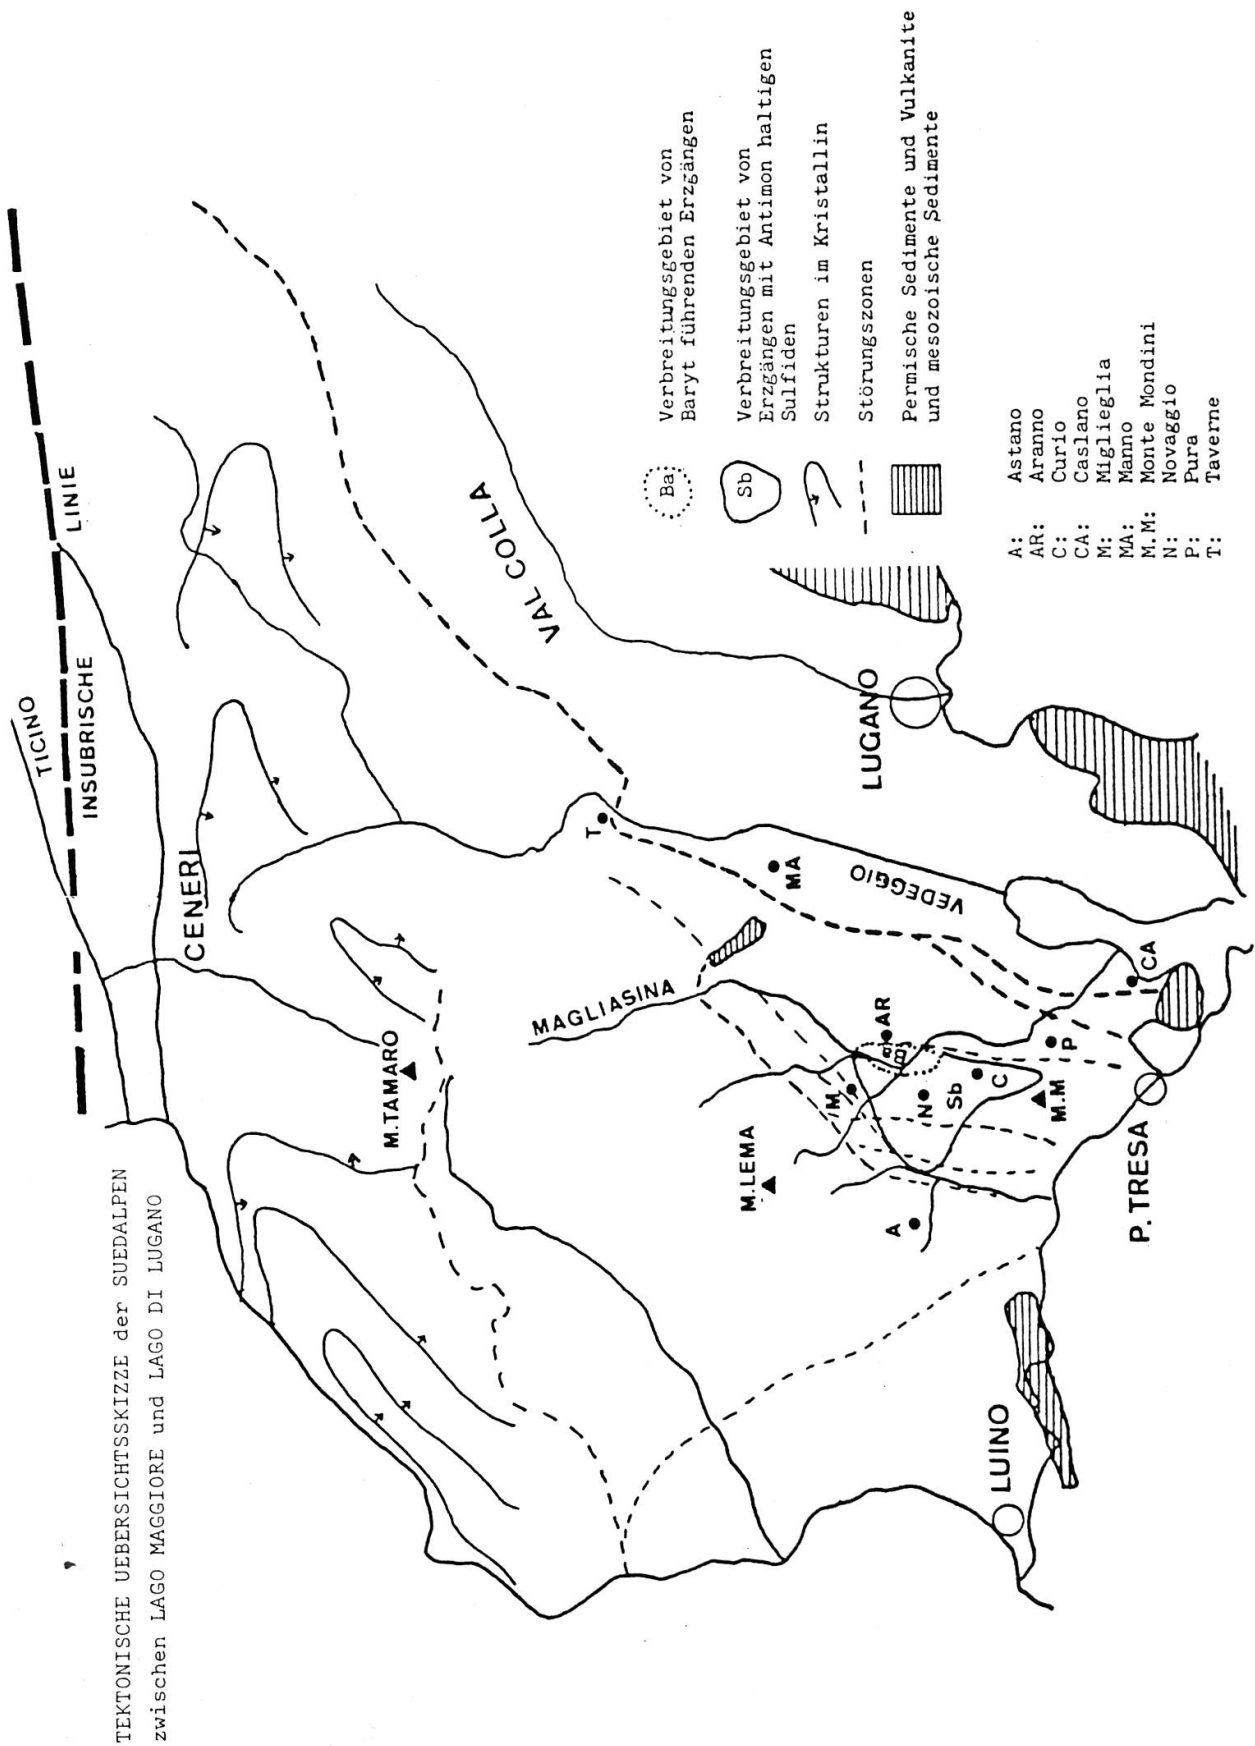 TEKTONISCHE UEBERSICHTSSKIZZE der SUEDALPEN
zwischen LAGO MAGGIORE und LAGO DI LUGANO
TICINO
INSUBRISCHE LINIE
CENERI
M.TAMARO
VAL COLLA
MAGLIASINA
T
MA
VEDEGGIO
LUGANO
M.LEMA
M
AR
Ba
A
N
Sb
C
M.M
P
CA
P.TRESA
LUINO
Ba
Verbreitungsgebiet von
Baryt führenden Erzgängen
Sb
Verbreitungsgebiet von
Erzgängen mit Antimon haltigen
Sulfiden
Strukturen im Kristallin
Störungszonen
Permische Sedimente und Vulkanite
und mesozoische Sedimente
A: Astano
AR: Aranno
C: Curio
CA: Caslano
M: Miglieglia
MA: Manno
M.M: Monte Mondini
N: Novaggio
P: Pura
T: Taverne